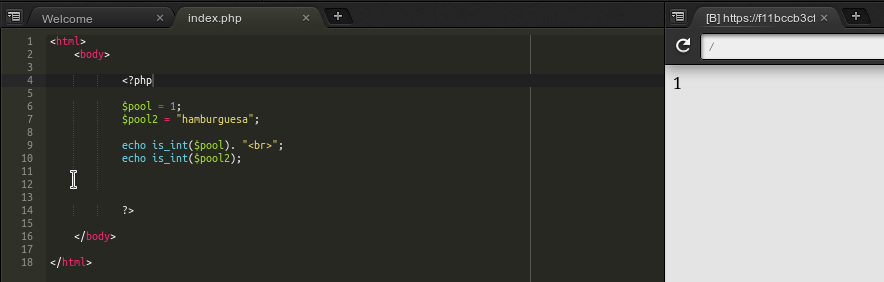 Welcome × index.php × +
[B] https://f11bccb3cf × +
/
1 <html>
2 <body>
3
4 <?php
5
6 $pool = 1;
7 $pool2 = "hamburguesa";
8
9 echo is_int($pool). "<br>";
10 echo is_int($pool2);
11
12
13
14 ?>
15
16 </body>
17
18 </html>
1